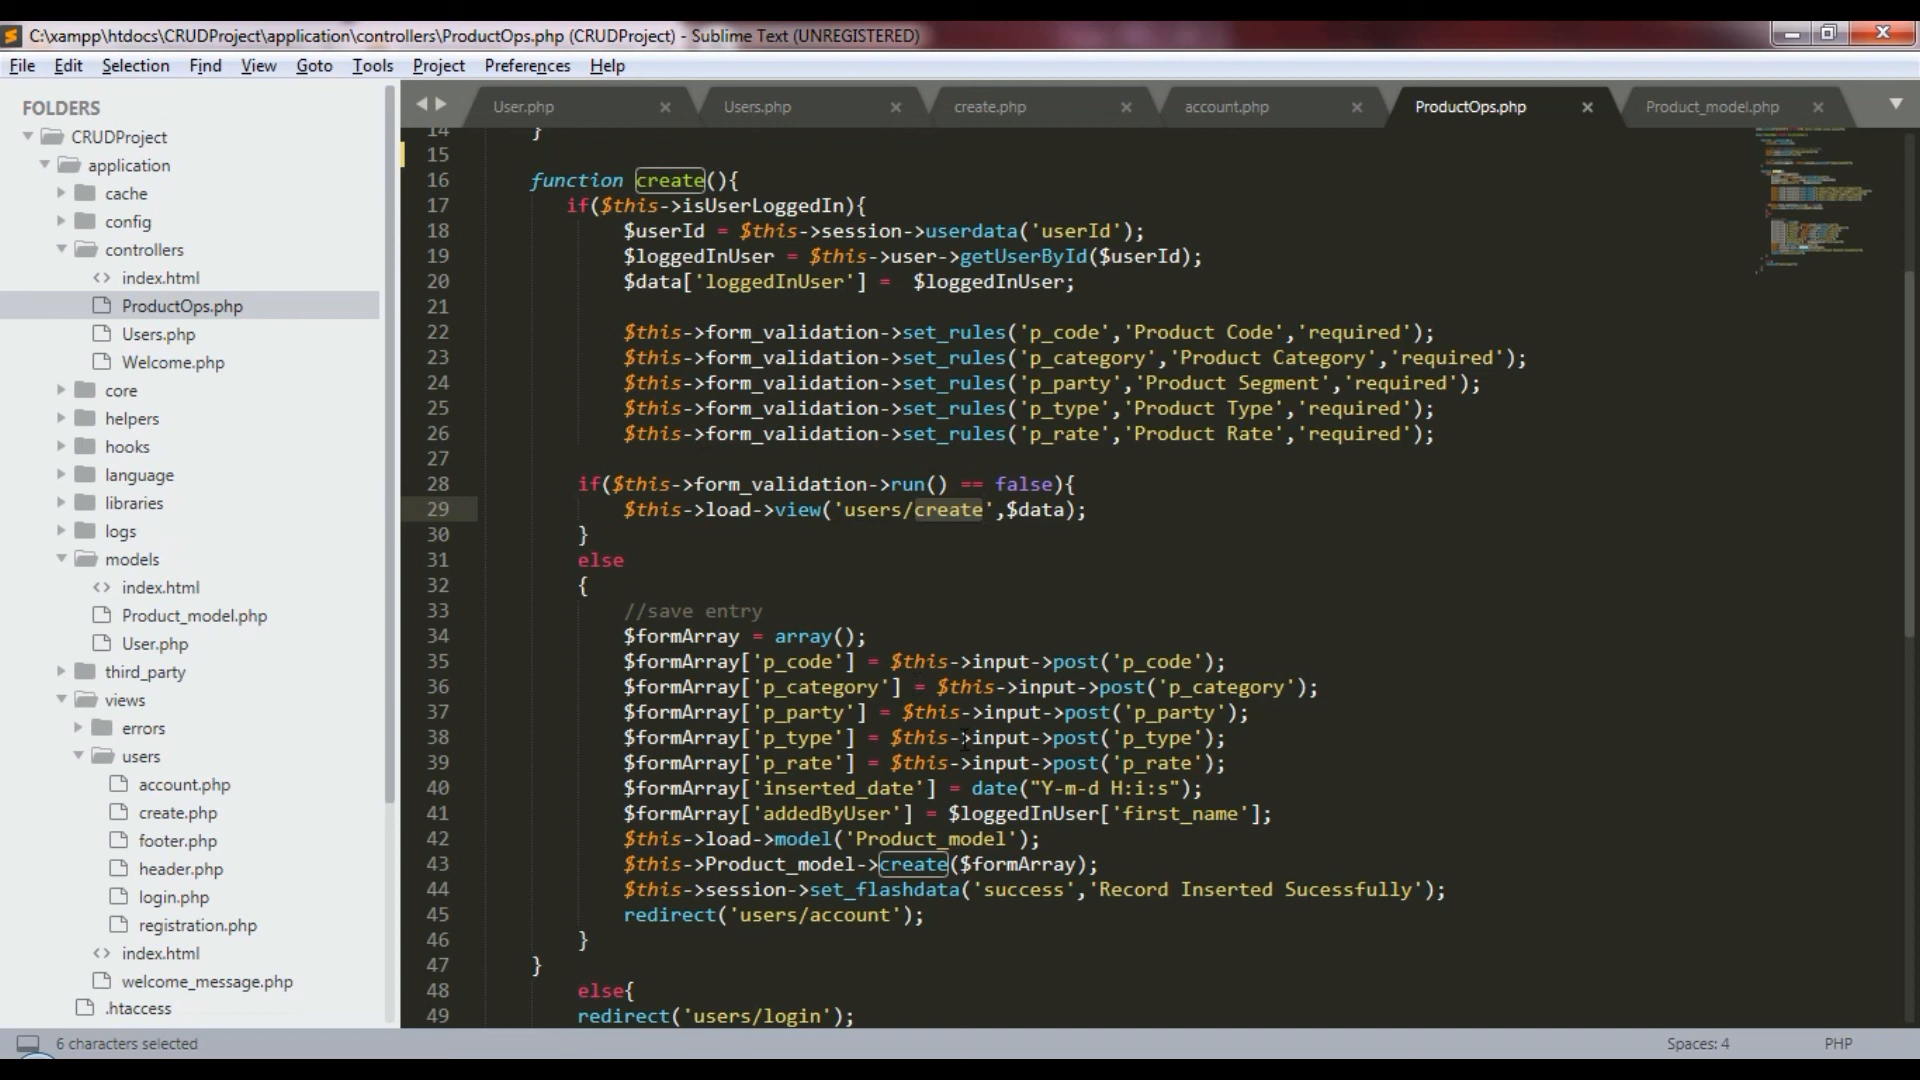 C:\xampp\htdocs\CRUDProject\application\controllers\ProductOps.php (CRUDProject) - Sublime Text (UNREGISTERED)
File Edit Selection Find View Goto Tools Project Preferences Help
FOLDERS
CRUDProject
application
cache
config
controllers
index.html
ProductOps.php
Users.php
Welcome.php
core
helpers
hooks
language
libraries
logs
models
index.html
Product_model.php
User.php
third_party
views
errors
users
account.php
create.php
footer.php
header.php
login.php
registration.php
index.html
welcome_message.php
.htaccess
User.php Users.php create.php account.php ProductOps.php Product_model.php
14 }
15
16 function create(){
17 if($this->isUserLoggedIn){
18 $userId = $this->session->userdata('userId');
19 $loggedInUser = $this->user->getUserById($userId);
20 $data['loggedInUser'] =  $loggedInUser;
21
22 $this->form_validation->set_rules('p_code','Product Code','required');
23 $this->form_validation->set_rules('p_category','Product Category','required');
24 $this->form_validation->set_rules('p_party','Product Segment','required');
25 $this->form_validation->set_rules('p_type','Product Type','required');
26 $this->form_validation->set_rules('p_rate','Product Rate','required');
27
28 if($this->form_validation->run() == false){
29 $this->load->view('users/create',$data);
30 }
31 else
32 {
33 //save entry
34 $formArray = array();
35 $formArray['p_code'] = $this->input->post('p_code');
36 $formArray['p_category'] = $this->input->post('p_category');
37 $formArray['p_party'] = $this->input->post('p_party');
38 $formArray['p_type'] = $this->input->post('p_type');
39 $formArray['p_rate'] = $this->input->post('p_rate');
40 $formArray['inserted_date'] = date("Y-m-d H:i:s");
41 $formArray['addedByUser'] = $loggedInUser['first_name'];
42 $this->load->model('Product_model');
43 $this->Product_model->create($formArray);
44 $this->session->set_flashdata('success','Record Inserted Sucessfully');
45 redirect('users/account');
46 }
47 }
48 else{
49 redirect('users/login');
6 characters selected Spaces: 4 PHP